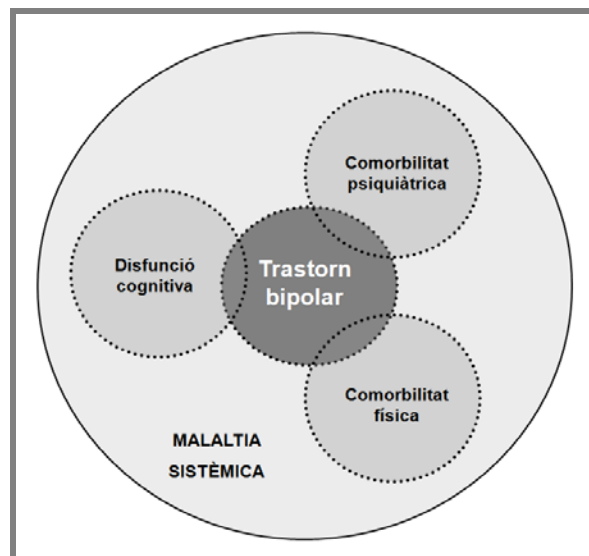 Comorbilitat
psiquiàtrica
Disfunció
cognitiva
Trastorn
bipolar
Comorbilitat
física
MALALTIA
SISTÈMICA